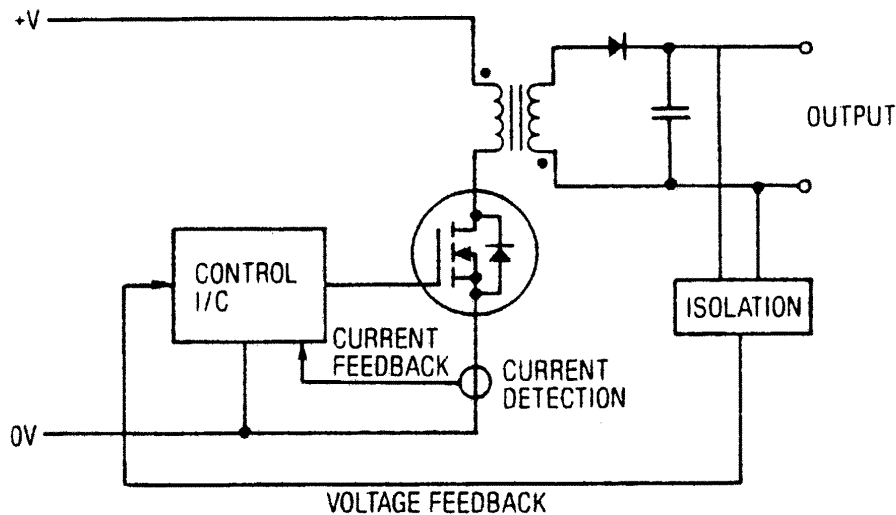 +V
OUTPUT
CONTROL
I/C
ISOLATION
CURRENT
FEEDBACK
CURRENT
DETECTION
0V
VOLTAGE FEEDBACK